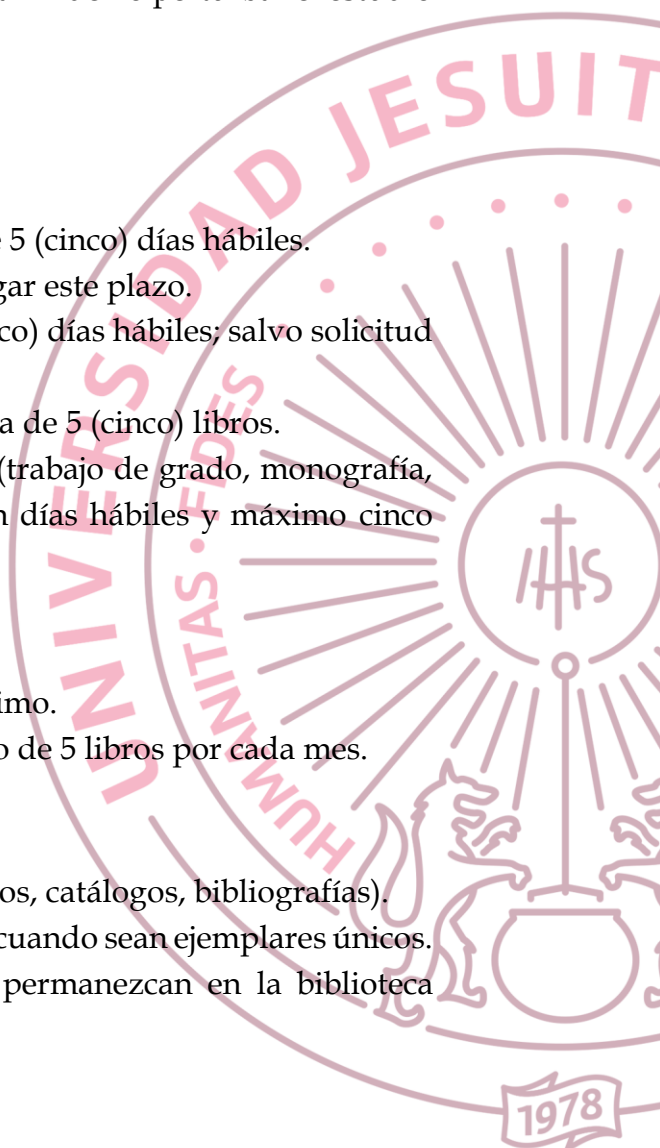 5 (cinco) días hábiles.
gar este plazo.
co) días hábiles; salvo solicitud
a de 5 (cinco) libros.
(trabajo de grado, monografía,
n días hábiles y máximo cinco
imo.
o de 5 libros por cada mes.
os, catálogos, bibliografías).
cuando sean ejemplares únicos.
permanezcan en la biblioteca
UNIVERSIDAD JESUIT
HUMANITAS • FIDES
IHS
1978